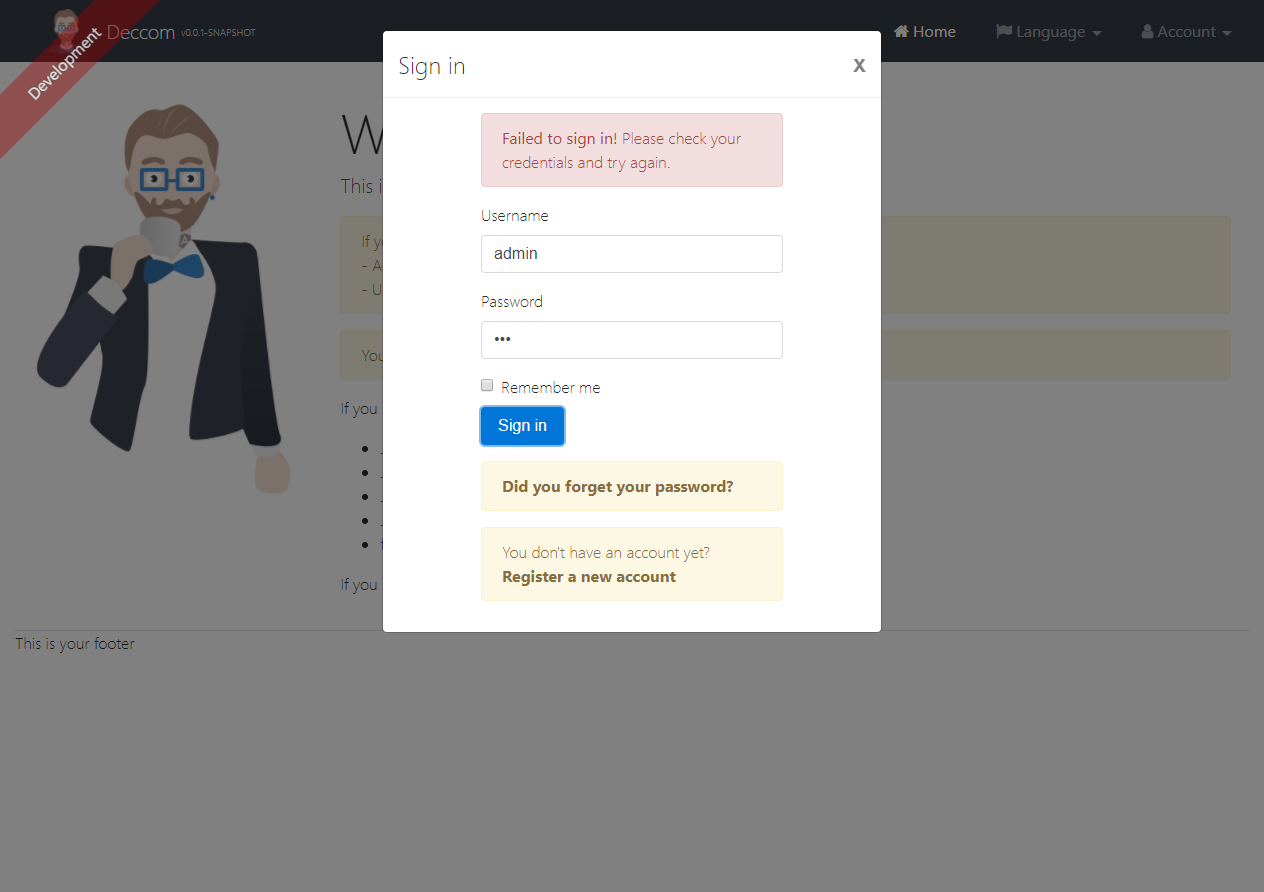 Development
Deccom v0.0.1-SNAPSHOT
Home
Language
Account
Sign in
X
Failed to sign in! Please check your
credentials and try again.
Username
admin
Password
•••
Remember me
Sign in
Did you forget your password?
You don't have an account yet?
Register a new account
W
This i
If yo
- A
- U
You
If you
If you
This is your footer